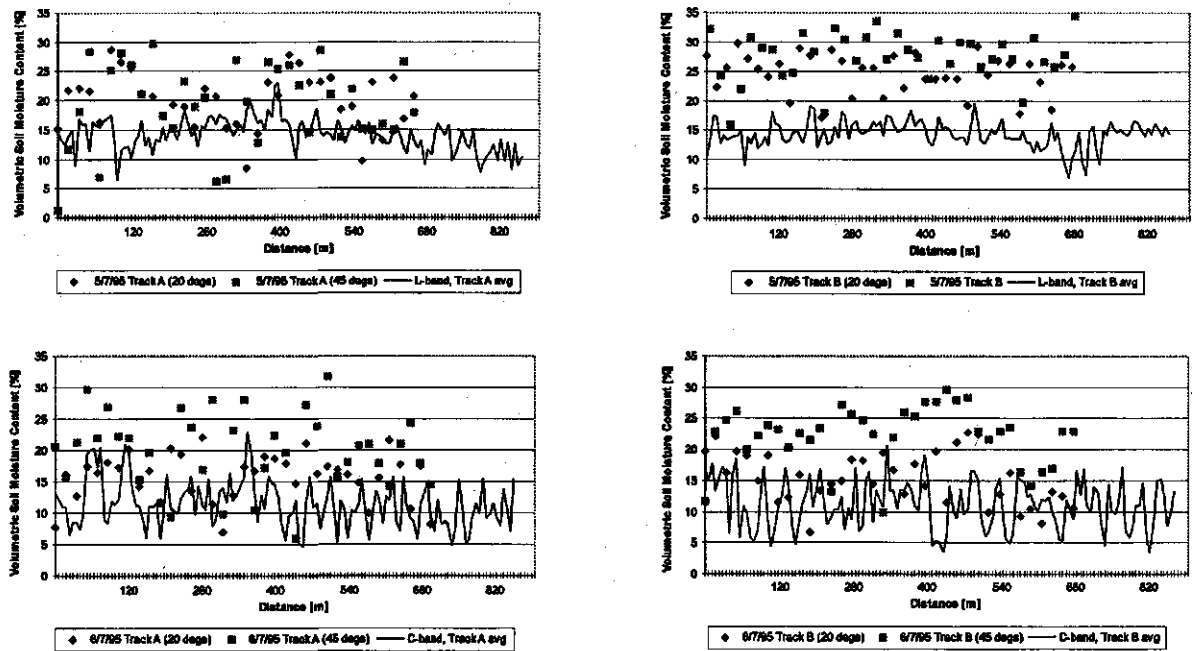 Volumetric Soil Moisture Content [%]
35
30
25
20
15
10
5
0
120 260 400 540 680 820
Distance [m]
5/7/95 Track A (20 degs) 5/7/95 Track A (45 degs) L-band, Track A avg
Volumetric Soil Moisture Content [%]
35
30
25
20
15
10
5
0
120 260 400 540 680 820
Distance [m]
5/7/95 Track B (20 degs) 5/7/95 Track B L-band, Track B avg
Volumetric Soil Moisture Content [%]
35
30
25
20
15
10
5
0
120 260 400 540 680 820
Distance [m]
6/7/95 Track A (20 degs) 6/7/95 Track A (45 degs) C-band, Track A avg
Volumetric Soil Moisture Content [%]
35
30
25
20
15
10
5
0
120 260 400 540 680 820
Distance [m]
6/7/95 Track B (20 degs) 6/7/95 Track B (45 degs) C-band, Track B avg